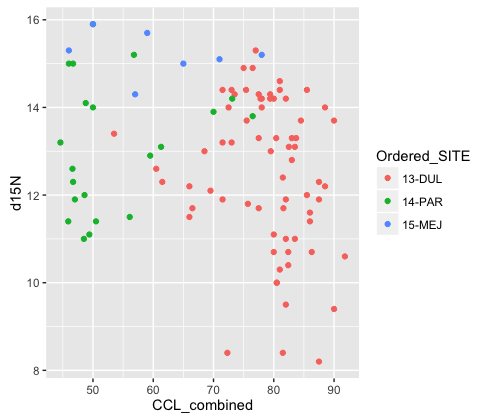 16
14
12
10
8
d15N
50
60
70
80
90
CCL_combined
Ordered_SITE
13-DUL
14-PAR
15-MEJ